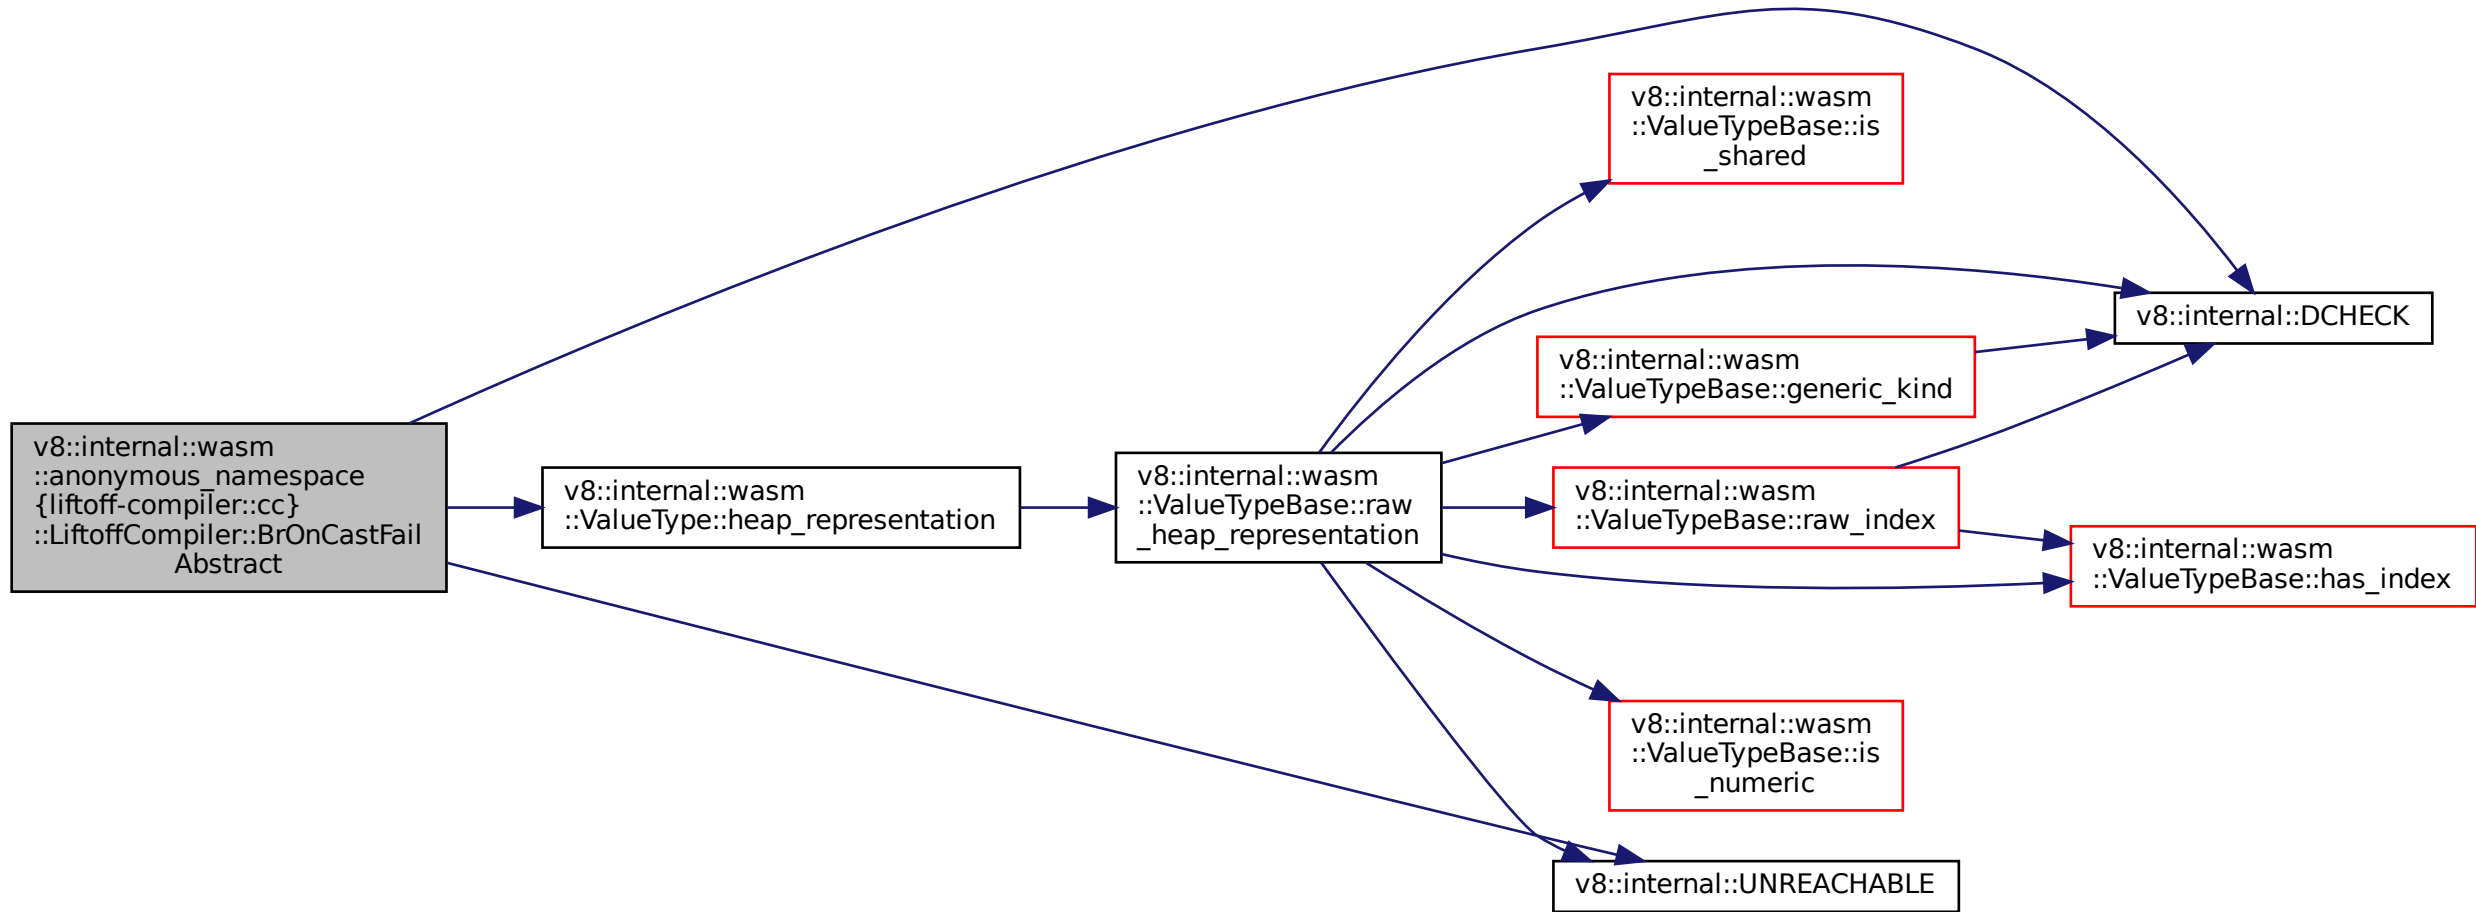 v8::internal::wasm
::anonymous_namespace
{liftoff-compiler::cc}
::LiftoffCompiler::BrOnCastFail
Abstract
v8::internal::wasm
::ValueType::heap_representation
v8::internal::wasm
::ValueTypeBase::raw
_heap_representation
v8::internal::wasm
::ValueTypeBase::is
_shared
v8::internal::wasm
::ValueTypeBase::generic_kind
v8::internal::wasm
::ValueTypeBase::raw_index
v8::internal::wasm
::ValueTypeBase::is
_numeric
v8::internal::UNREACHABLE
v8::internal::DCHECK
v8::internal::wasm
::ValueTypeBase::has_index